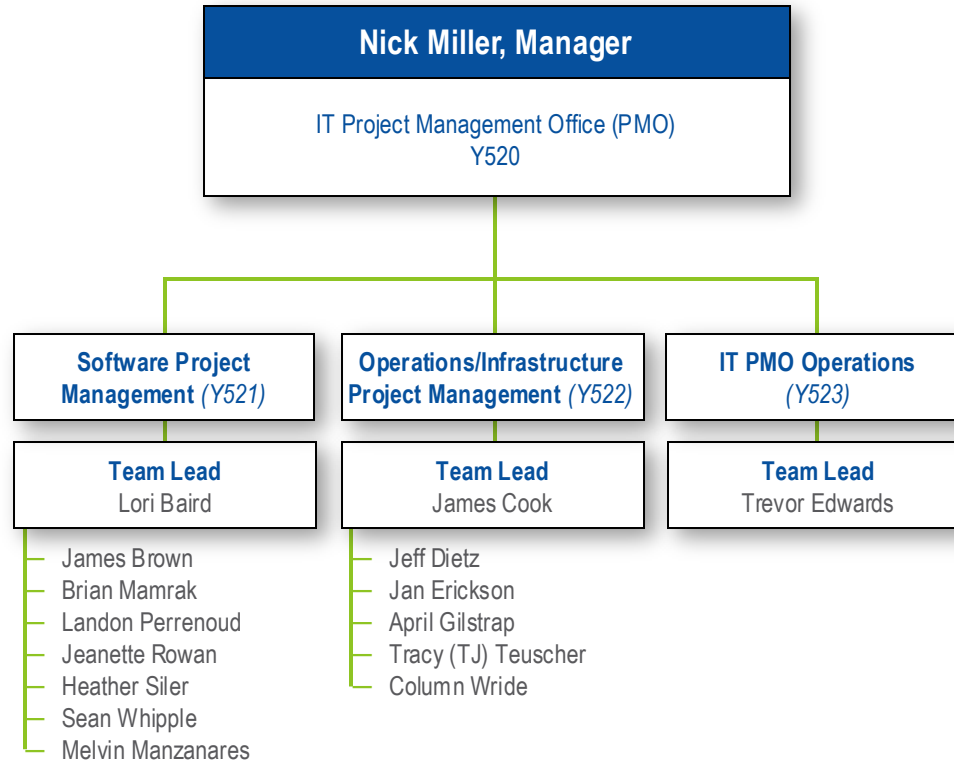 Nick Miller, Manager
IT Project Management Office (PMO)
Y520
Software Project
Management (Y521)
Team Lead
Lori Baird
James Brown
Brian Mamrak
Landon Perrenoud
Jeanette Rowan
Heather Siler
Sean Whipple
Melvin Manzanares
Operations/Infrastructure
Project Management (Y522)
Team Lead
James Cook
Jeff Dietz
Jan Erickson
April Gilstrap
Tracy (TJ) Teuscher
Column Wride
IT PMO Operations
(Y523)
Team Lead
Trevor Edwards